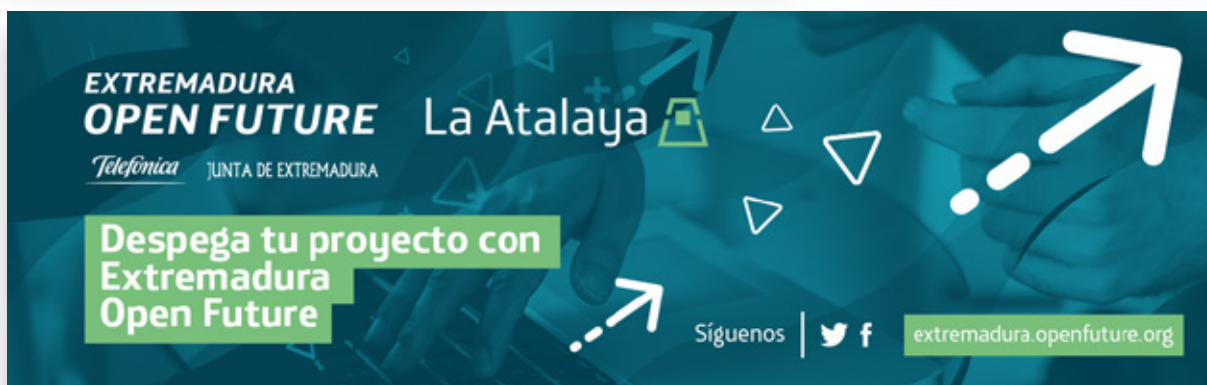 EXTREMADURA
OPEN FUTURE
La Atalaya
Telefónica JUNTA DE EXTREMADURA
Despega tu proyecto con
Extremadura
Open Future
Síguenos
extremadura.openfuture.org